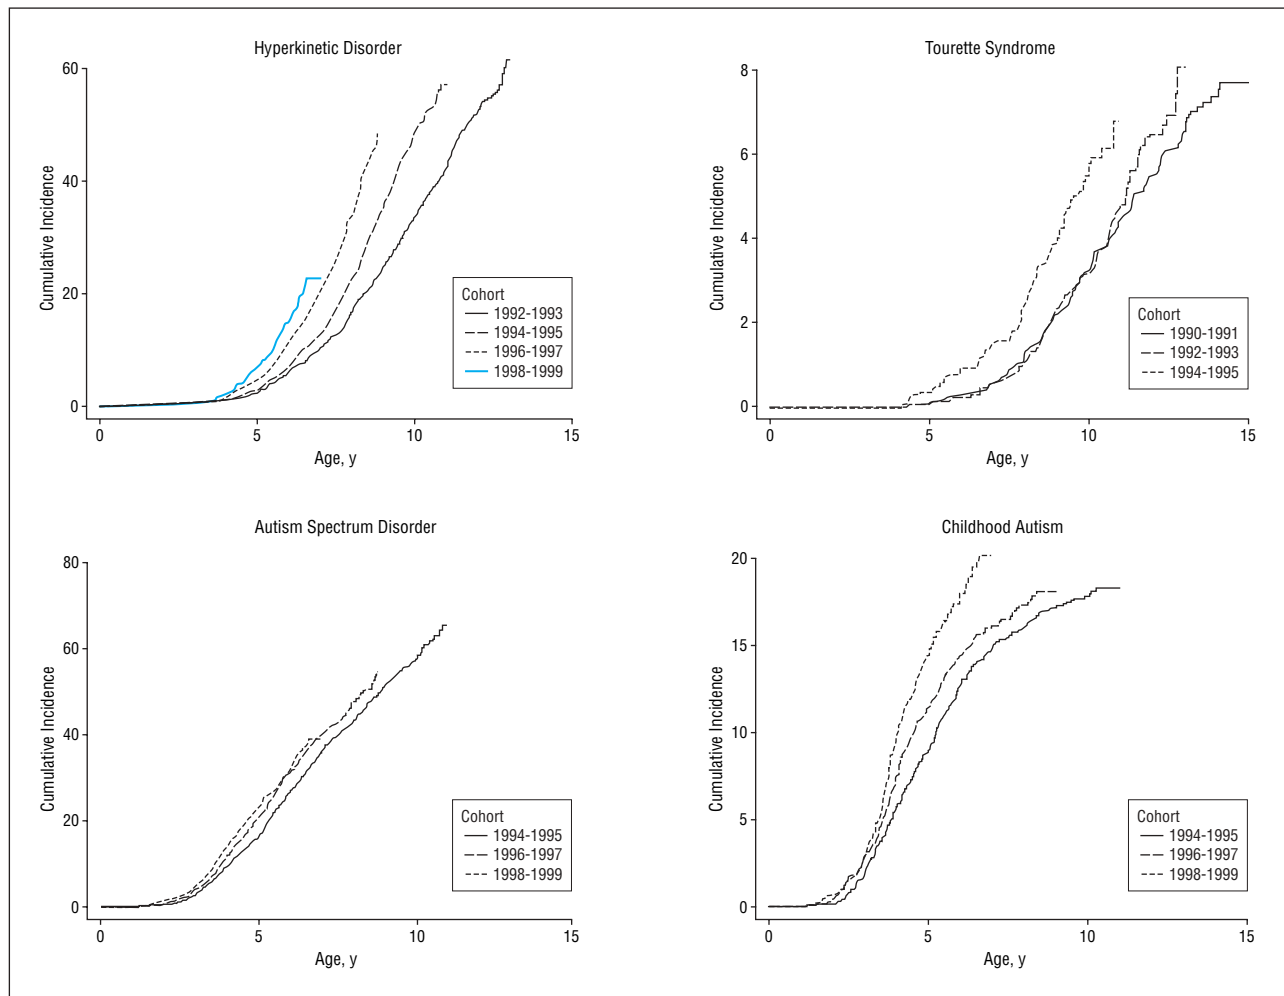 Hyperkinetic Disorder
60
40
20
0
Cumulative Incidence
0 5 10 15
Age, y
Cohort
1992-1993
1994-1995
1996-1997
1998-1999
Tourette Syndrome
8
6
4
2
0
Cumulative Incidence
0 5 10 15
Age, y
Cohort
1990-1991
1992-1993
1994-1995
Autism Spectrum Disorder
80
60
40
20
0
Cumulative Incidence
0 5 10 15
Age, y
Cohort
1994-1995
1996-1997
1998-1999
Childhood Autism
20
15
10
5
0
Cumulative Incidence
0 5 10 15
Age, y
Cohort
1994-1995
1996-1997
1998-1999